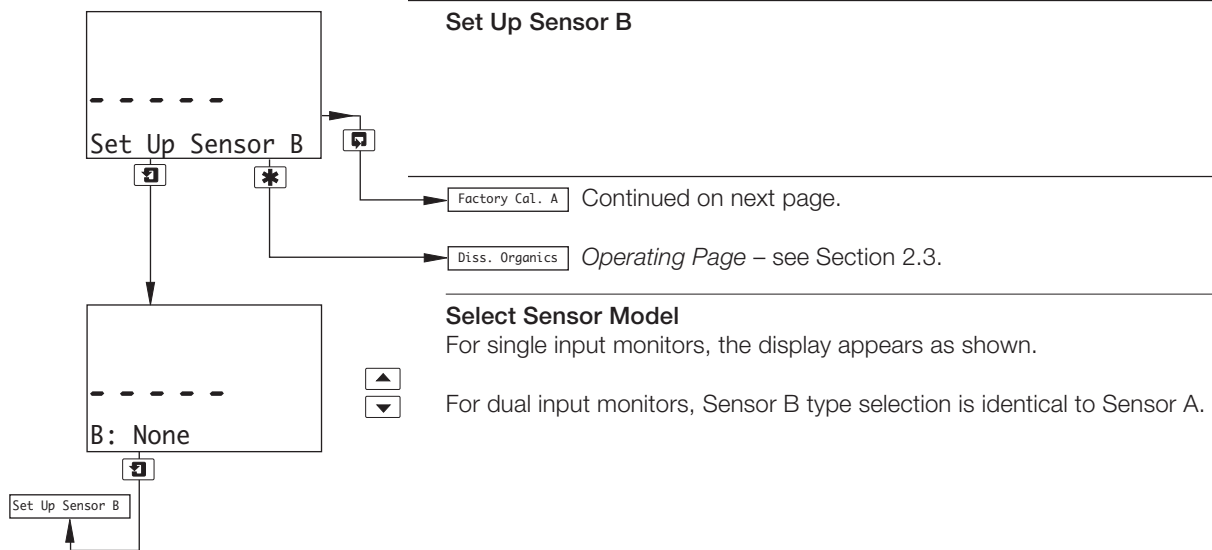 Set Up Sensor B
- - - - -
Set Up Sensor B
Factory Cal. A Continued on next page.
Diss. Organics Operating Page – see Section 2.3.
Select Sensor Model
For single input monitors, the display appears as shown.
For dual input monitors, Sensor B type selection is identical to Sensor A.
- - - - -
B: None
Set Up Sensor B